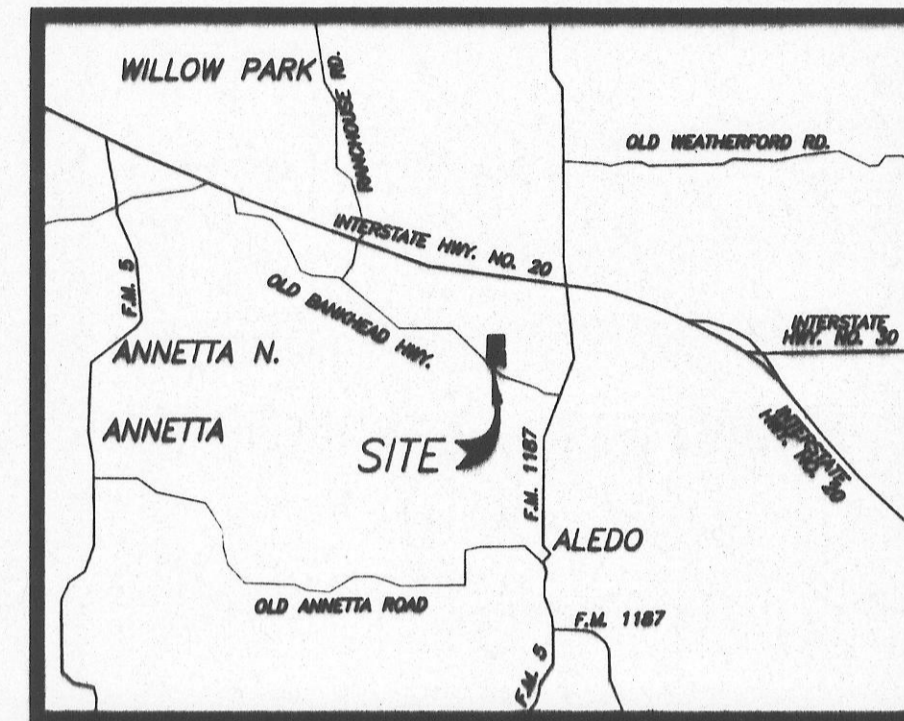 WILLOW PARK
RANCHOUSE RD.
OLD WEATHERFORD RD.
INTERSTATE HWY. NO. 20
F.M. 5
OLD BANKHEAD HWY.
INTERSTATE
HWY. NO. 30
ANNETTA N.
ANNETTA
SITE
F.M. 1187
INTERSTATE
HWY. NO. 20
ALEDO
OLD ANNETTA ROAD
F.M. 1187
F.M. 5